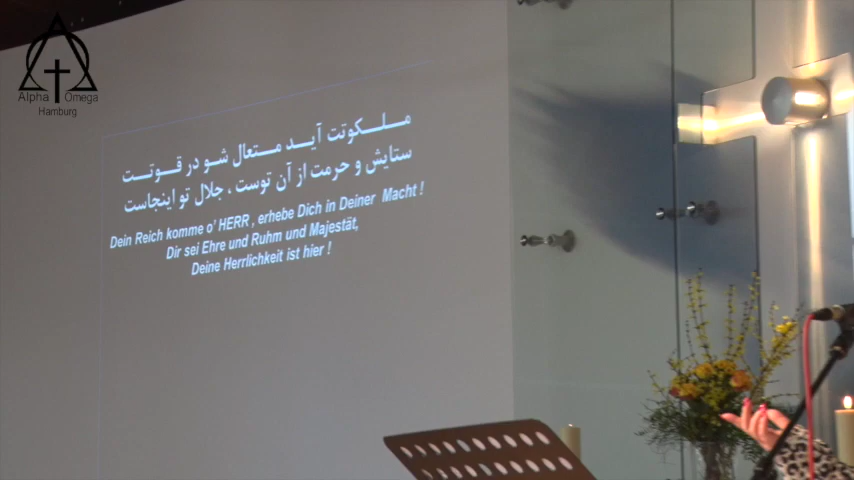 Alpha Omega
Hamburg
ملکوتت آید متعال شو در قوتت
ستایش و حرمت از آن توست ، جلال تو اینجاست
Dein Reich komme o' HERR , erhebe Dich in Deiner Macht !
Dir sei Ehre und Ruhm und Majestät,
Deine Herrlichkeit ist hier !